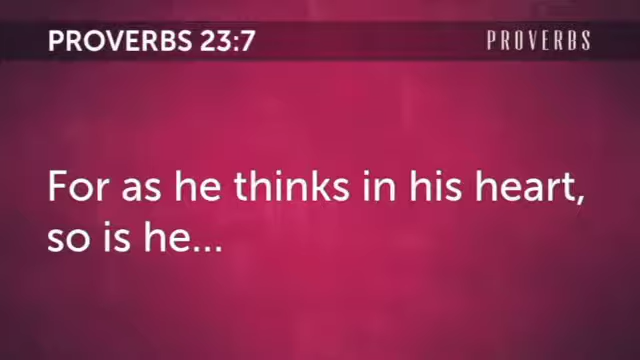 PROVERBS 23:7
PROVERBS
For as he thinks in his heart,
so is he...